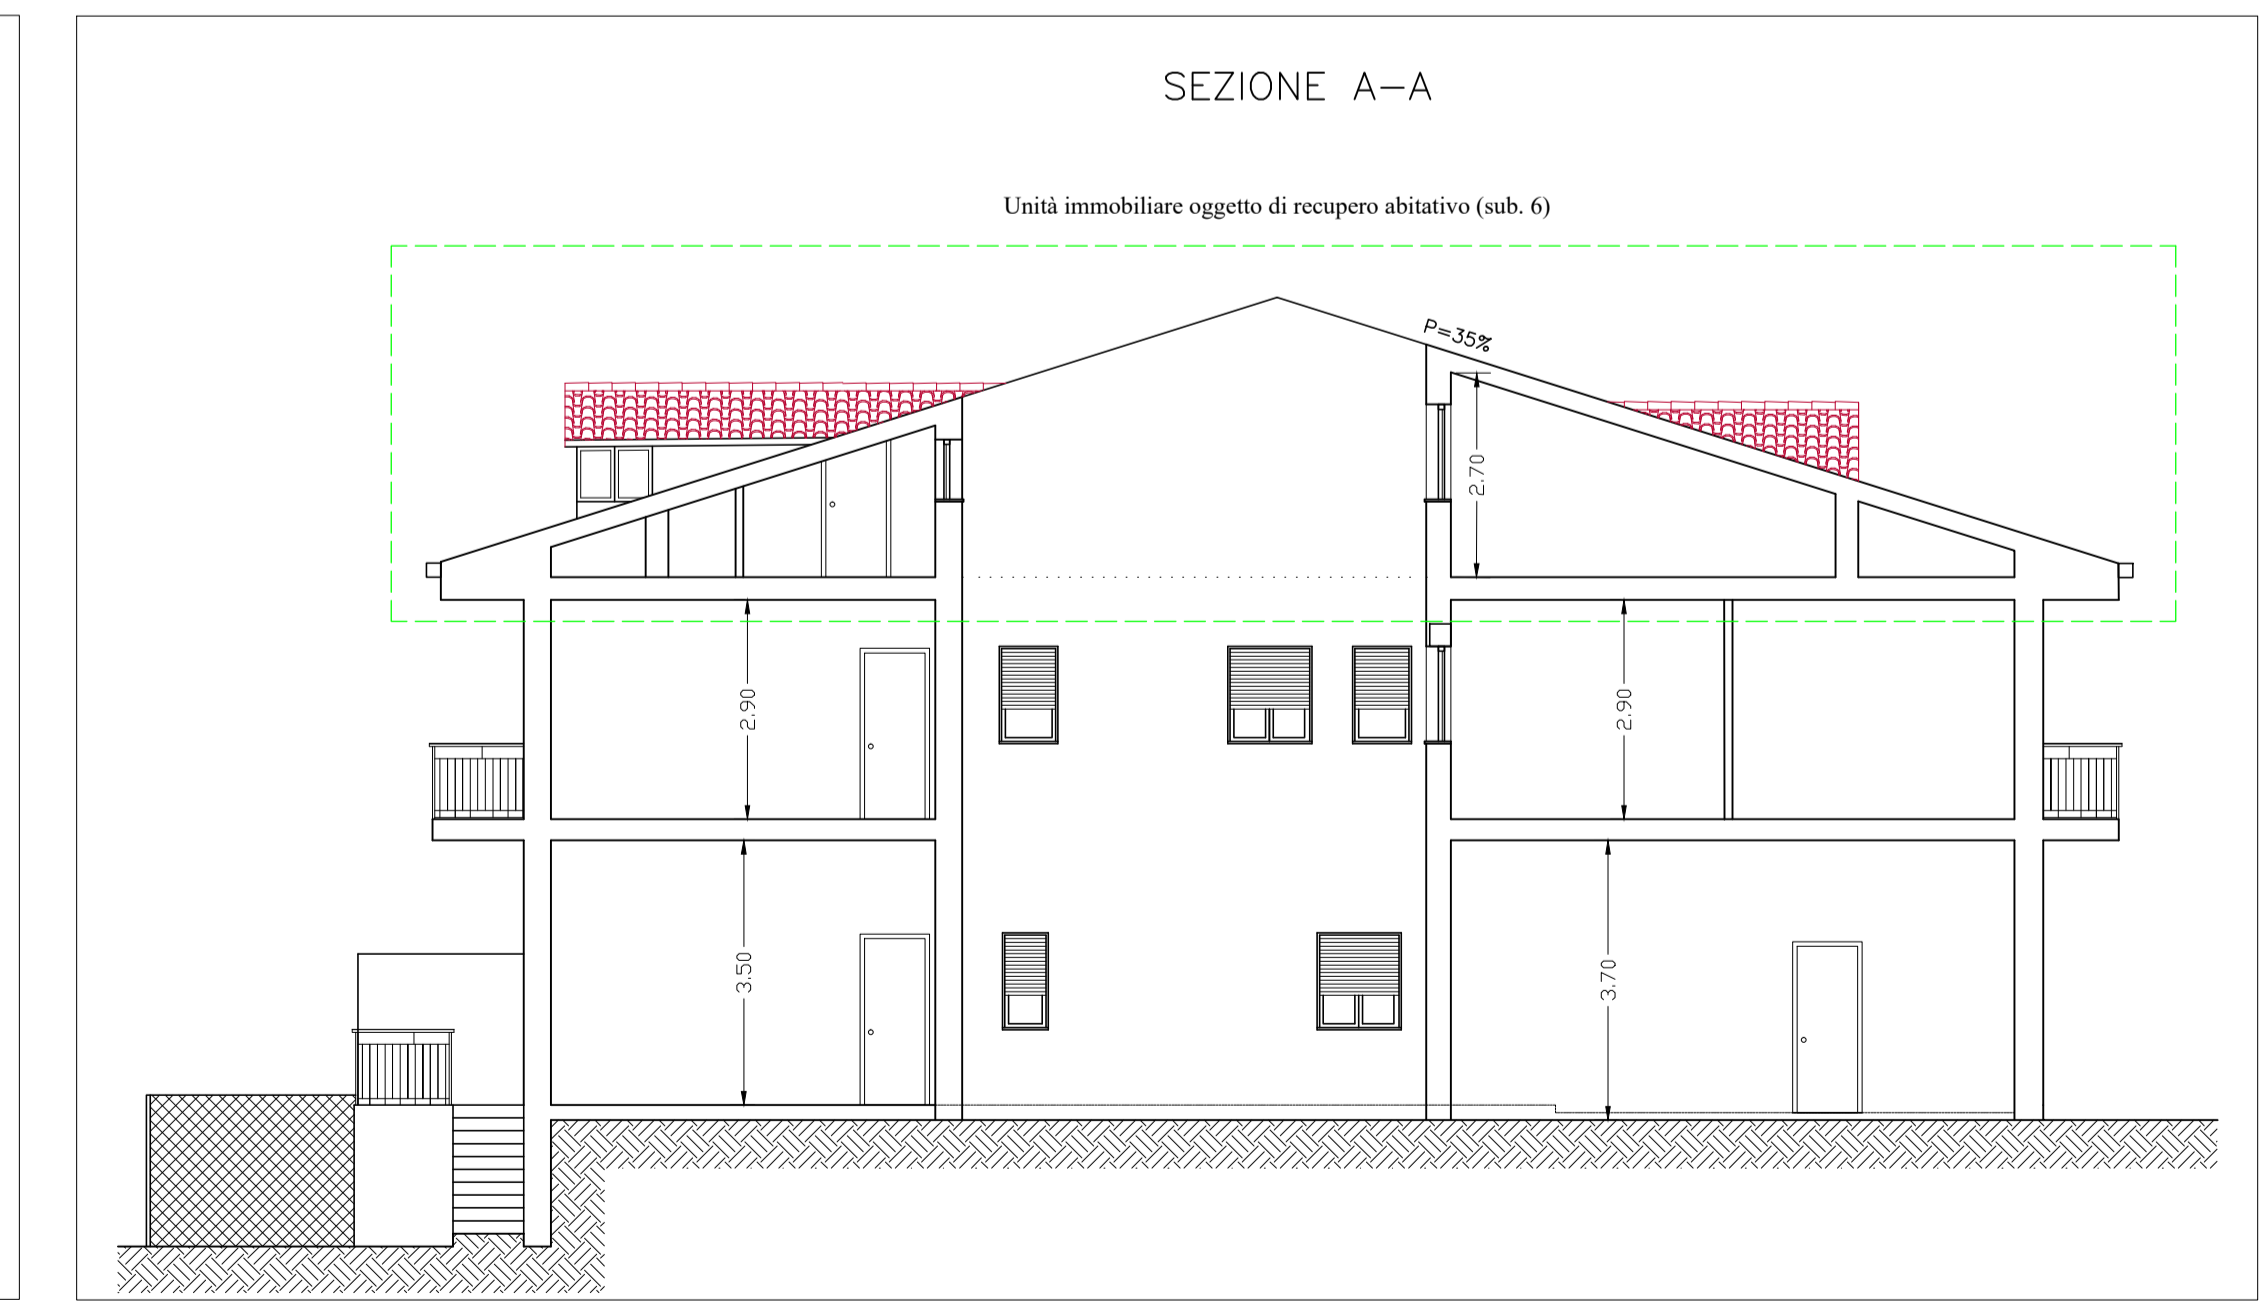 SEZIONE A-A
Unità immobiliare oggetto di recupero abitativo (sub. 6)
P=35%
2.70
2.90
2.90
3.50
3.70